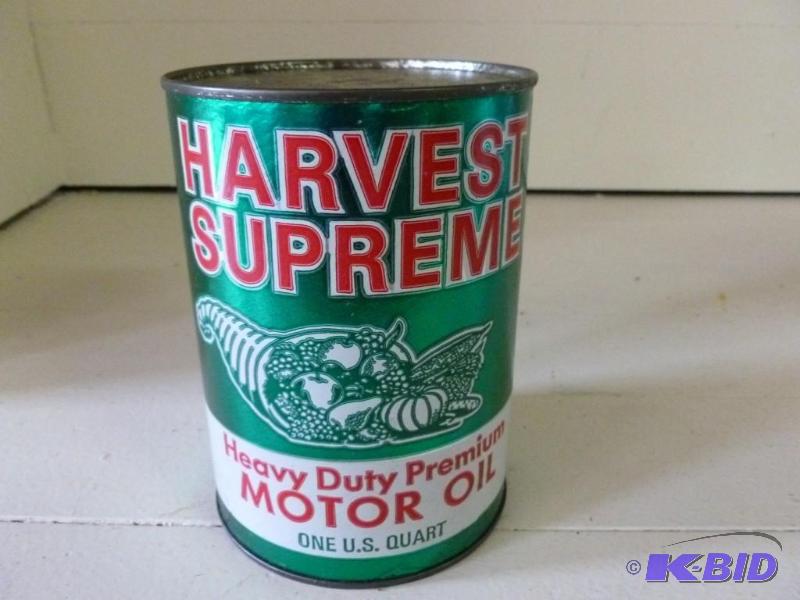 HARVEST
SUPREME
Heavy Duty Premium
MOTOR OIL
ONE U.S. QUART
© K-BID